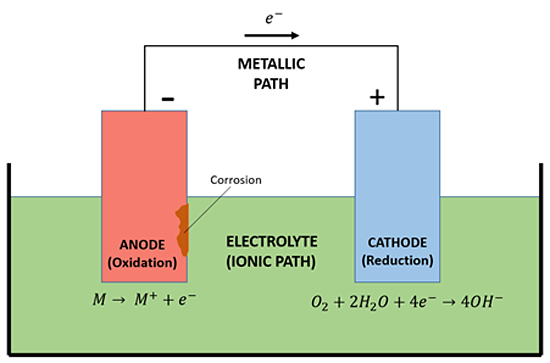 e⁻
METALLIC
PATH
−
+
Corrosion
ANODE
(Oxidation)
ELECTROLYTE
(IONIC PATH)
CATHODE
(Reduction)
M → M⁺ + e⁻
O₂ + 2H₂O + 4e⁻ → 4OH⁻